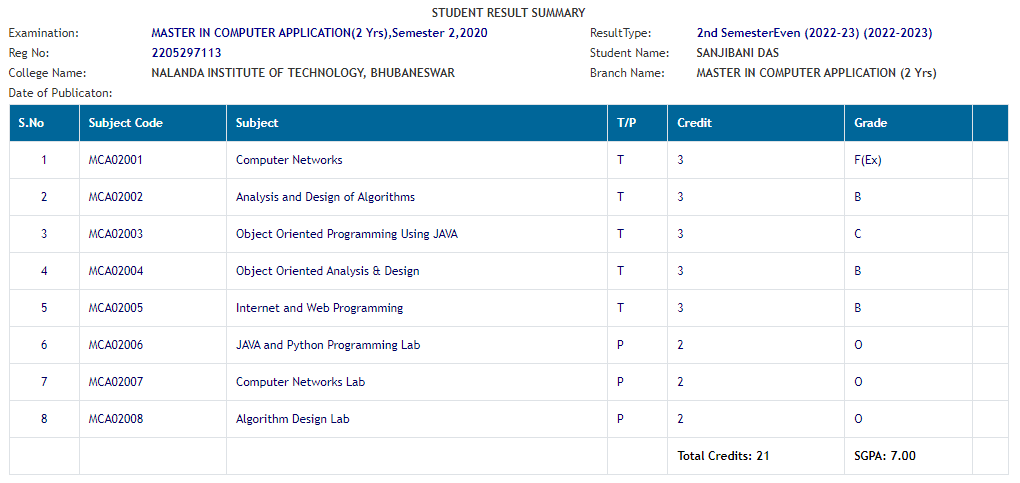 STUDENT RESULT SUMMARY
Examination: MASTER IN COMPUTER APPLICATION(2 Yrs),Semester 2,2020 ResultType: 2nd SemesterEven (2022-23) (2022-2023)
Reg No: 2205297113 Student Name: SANJIBANI DAS
College Name: NALANDA INSTITUTE OF TECHNOLOGY, BHUBANESWAR Branch Name: MASTER IN COMPUTER APPLICATION (2 Yrs)
Date of Publicaton:
S.No Subject Code Subject T/P Credit Grade
1 MCA02001 Computer Networks T 3 F(Ex)
2 MCA02002 Analysis and Design of Algorithms T 3 B
3 MCA02003 Object Oriented Programming Using JAVA T 3 C
4 MCA02004 Object Oriented Analysis & Design T 3 B
5 MCA02005 Internet and Web Programming T 3 B
6 MCA02006 JAVA and Python Programming Lab P 2 O
7 MCA02007 Computer Networks Lab P 2 O
8 MCA02008 Algorithm Design Lab P 2 O
Total Credits: 21 SGPA: 7.00